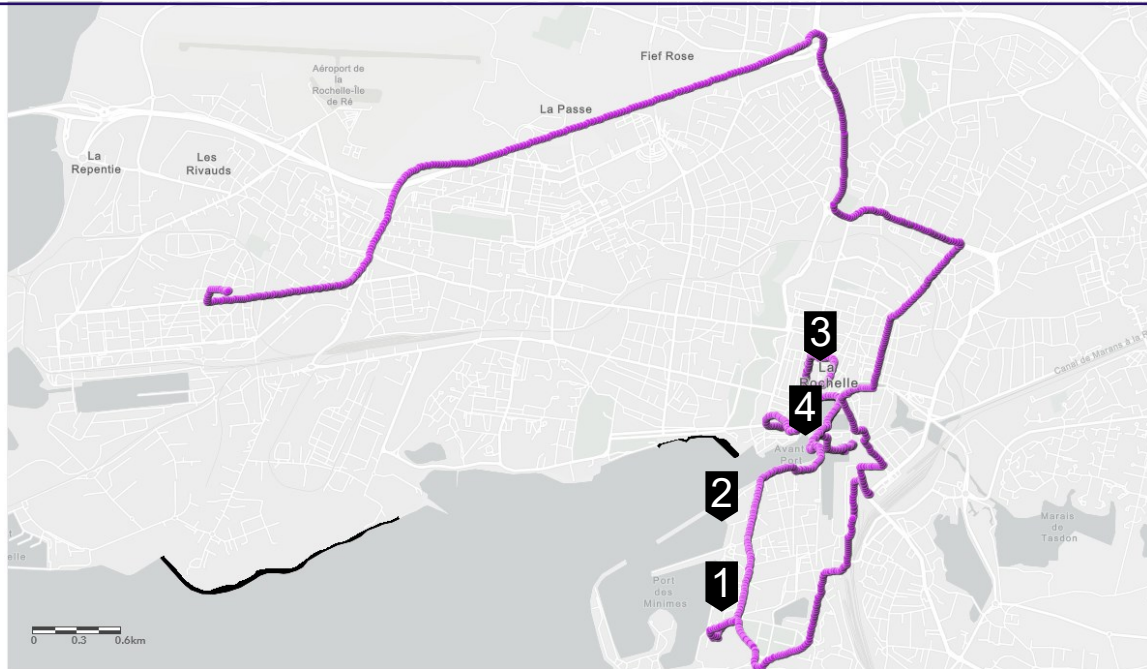 Fief Rose
Aéroport de
la
Rochelle-Île
de Ré
La Passe
La
Repentie
Les
Rivauds
3
La
Rochelle
Canal de Marans à la R
4
Avant
Port
2
Marais
de
Tasdon
elle
1
Port
des
Minimes
0 0.3 0.6km